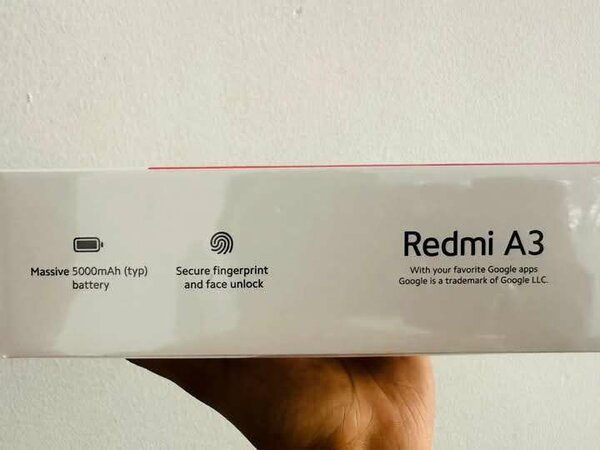 Massive 5000mAh (typ)
battery
Secure fingerprint
and face unlock
Redmi A3
With your favorite Google apps
Google is a trademark of Google LLC.